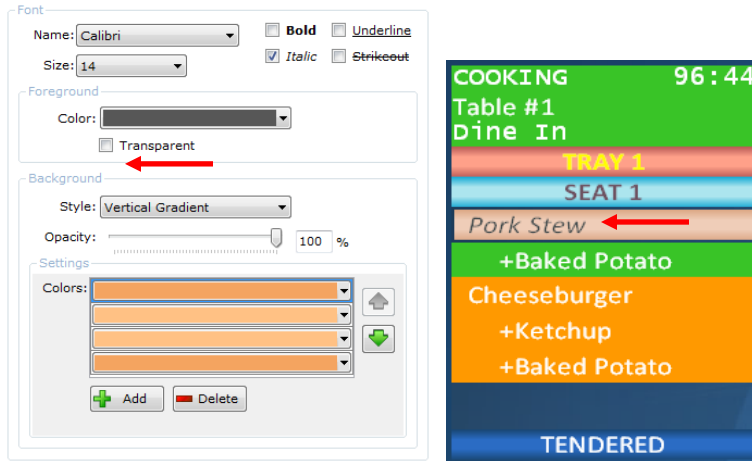 Font
Name: Calibri
Bold
Underline
Size: 14
Italic
Strikeout
Foreground
Color:
Transparent
Background
Style: Vertical Gradient
Opacity:
100 %
Settings
Colors:
Add
Delete
COOKING 96:44
Table #1
Dine In
TRAY 1
SEAT 1
Pork Stew
+Baked Potato
Cheeseburger
+Ketchup
+Baked Potato
TENDERED